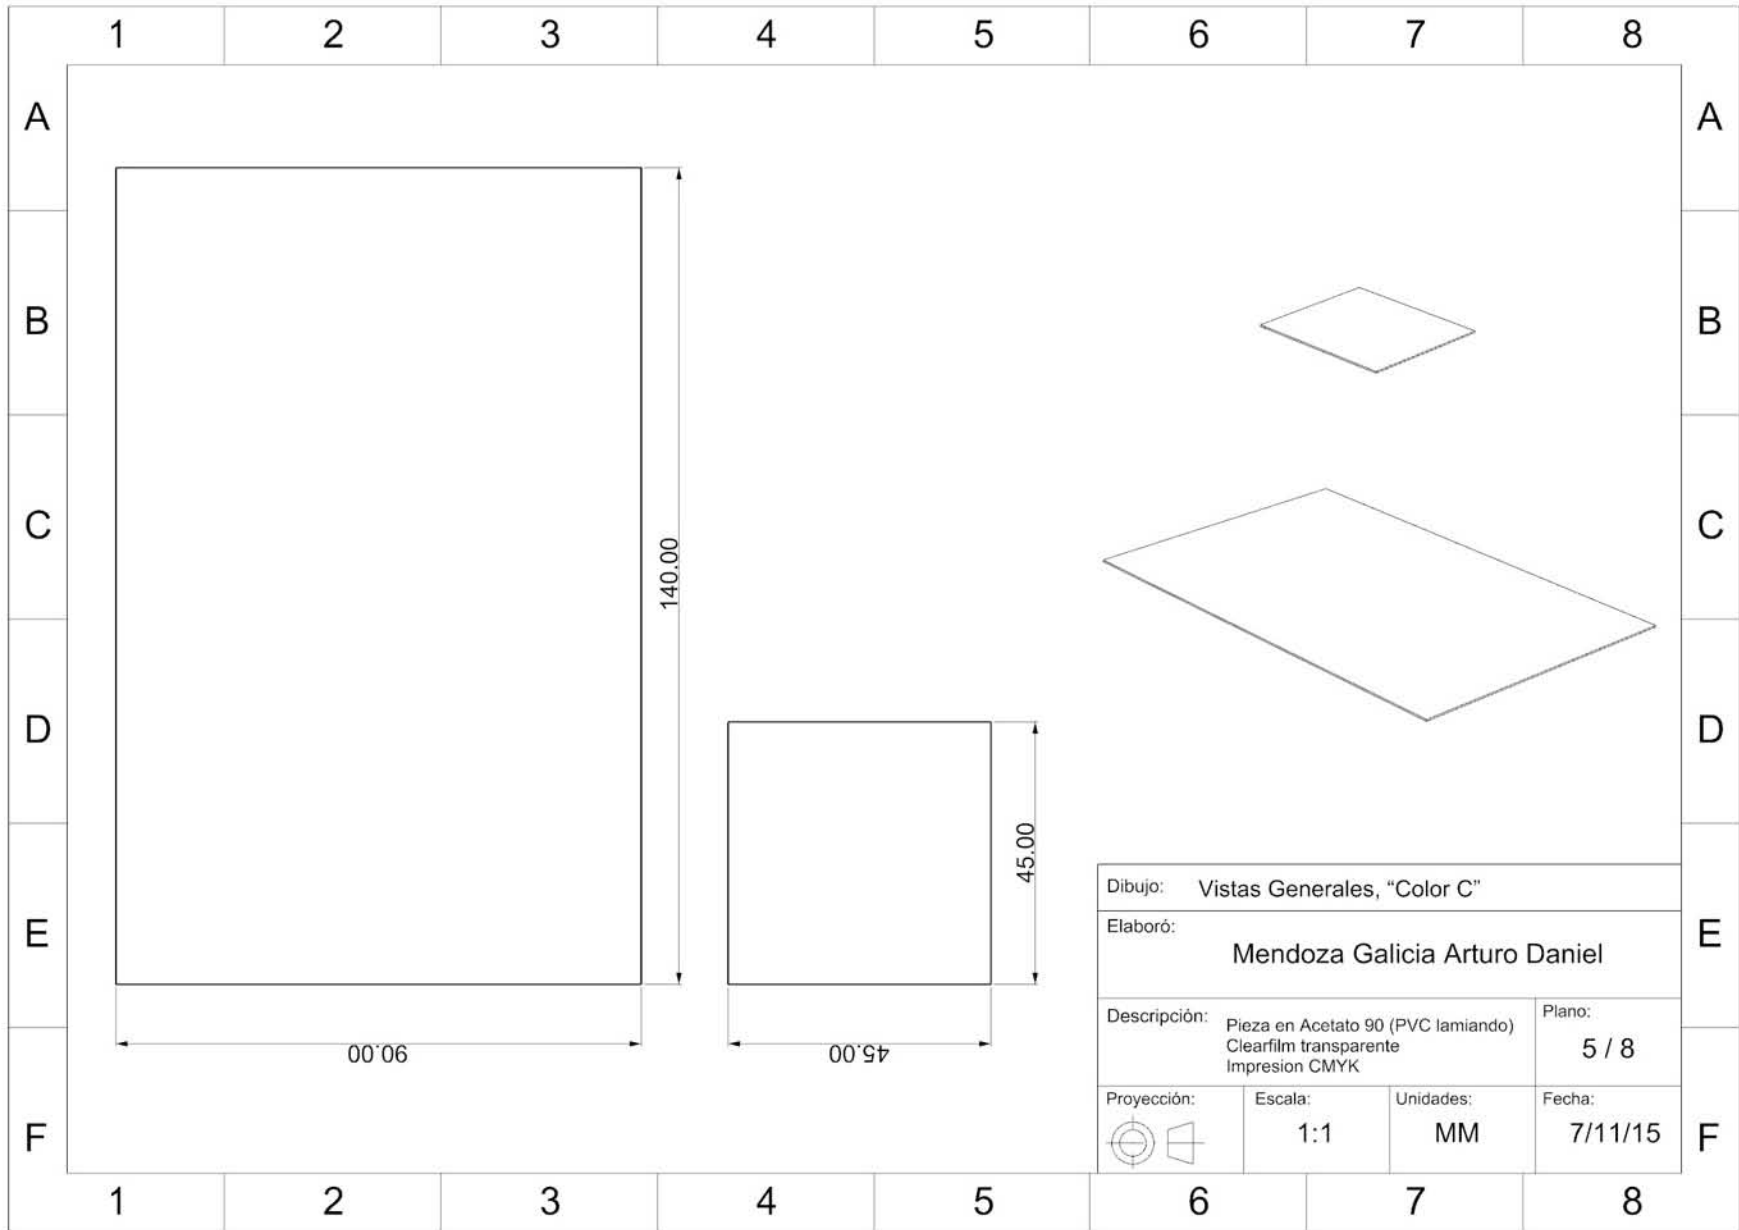 1 2 3 4 5 6 7 8
A A
B B
C C
D D
E E
F F
140.00
90.00
45.00
45.00
Dibujo: Vistas Generales, “Color C”
Elaboró:
Mendoza Galicia Arturo Daniel
Descripción: Pieza en Acetato 90 (PVC lamiando)
Clearfilm transparente
Impresion CMYK
Plano:
5 / 8
Proyección: Escala: Unidades: Fecha:
1:1 MM 7/11/15
1 2 3 4 5 6 7 8